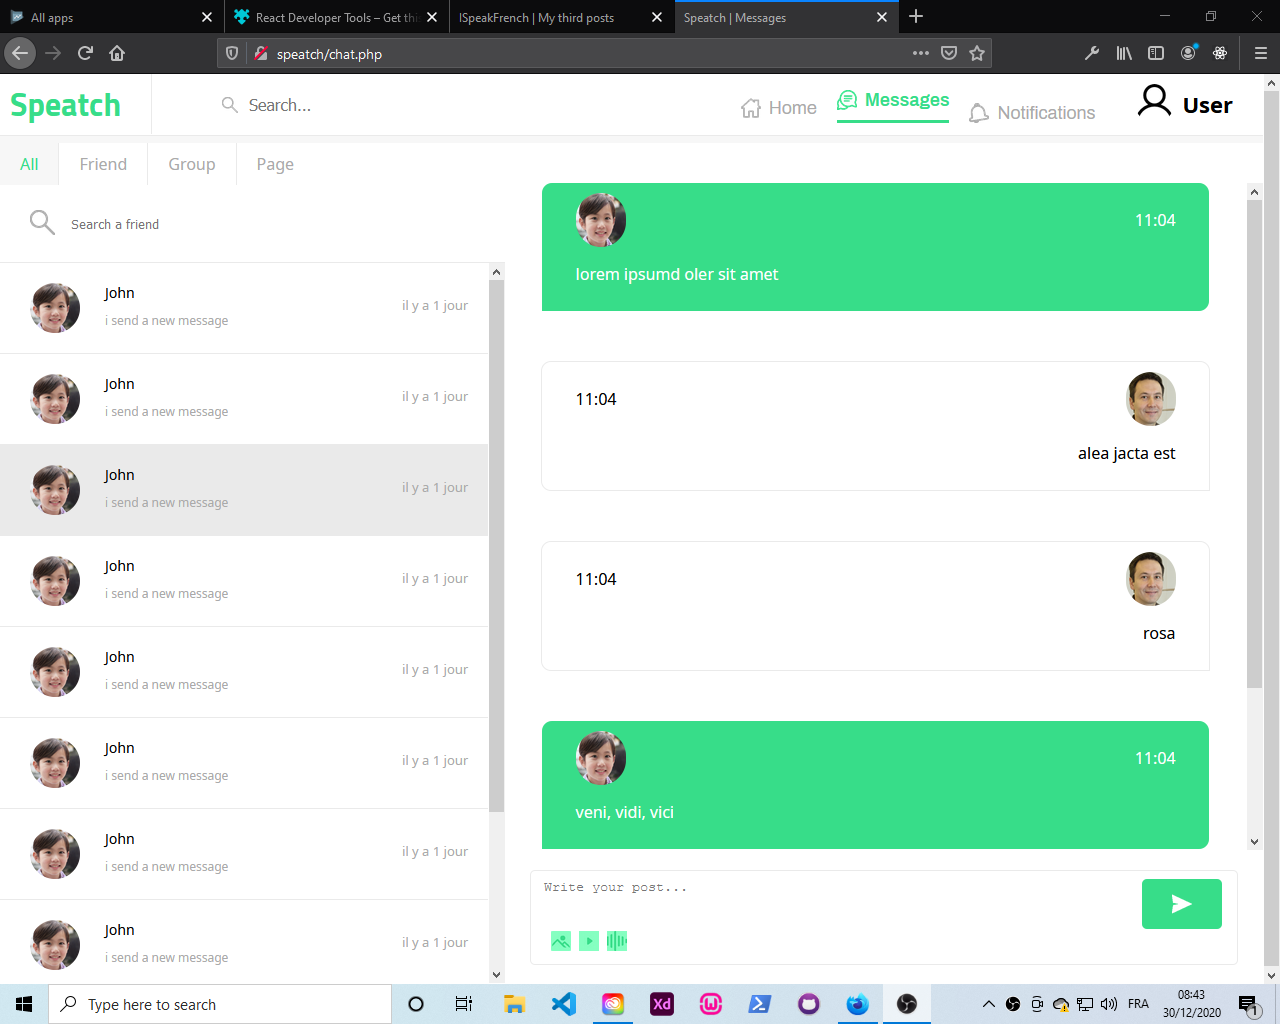 All apps
React Developer Tools – Get thi
ISpeakFrench | My third posts
Speatch | Messages
speatch/chat.php
Speatch
Search...
Home
Messages
Notifications
User
All
Friend
Group
Page
Search a friend
John
i send a new message
il y a 1 jour
John
i send a new message
il y a 1 jour
John
i send a new message
il y a 1 jour
John
i send a new message
il y a 1 jour
John
i send a new message
il y a 1 jour
John
i send a new message
il y a 1 jour
John
i send a new message
il y a 1 jour
John
i send a new message
il y a 1 jour
11:04
lorem ipsumd oler sit amet
11:04
alea jacta est
11:04
rosa
11:04
veni, vidi, vici
Write your post...
Type here to search
Xd
FRA
08:43
30/12/2020
1